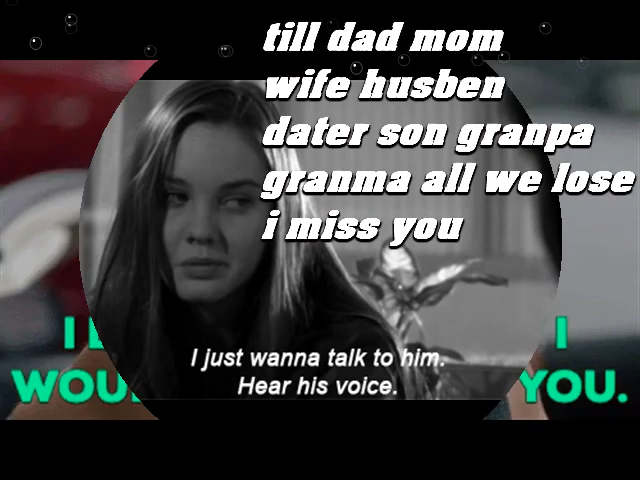 till dad mom
wife husben
dater son granpa
granma all we lose
i miss you
I
I
WOU
YOU.
I just wanna talk to him.
Hear his voice.